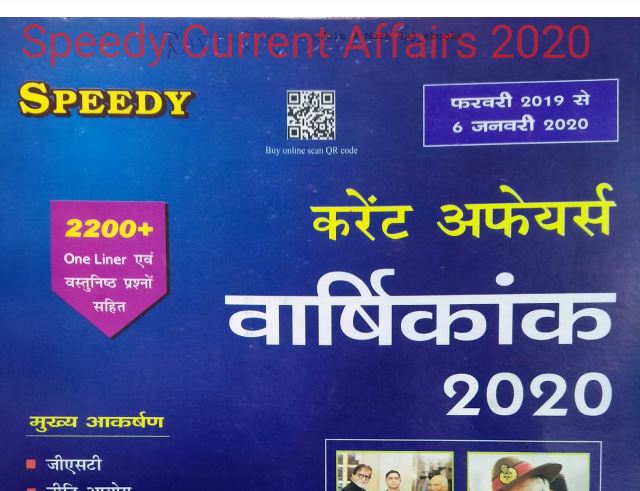 Speedy Current Affairs 2020
SPEEDY
Buy online scan QR code
फरवरी 2019 से
6 जनवरी 2020
2200+
One Liner एवं
वस्तुनिष्ठ प्रश्नों
सहित
करेंट अफेयर्स
वार्षिकांक
2020
मुख्य आकर्षण
जीएसटी
नीति आयोग